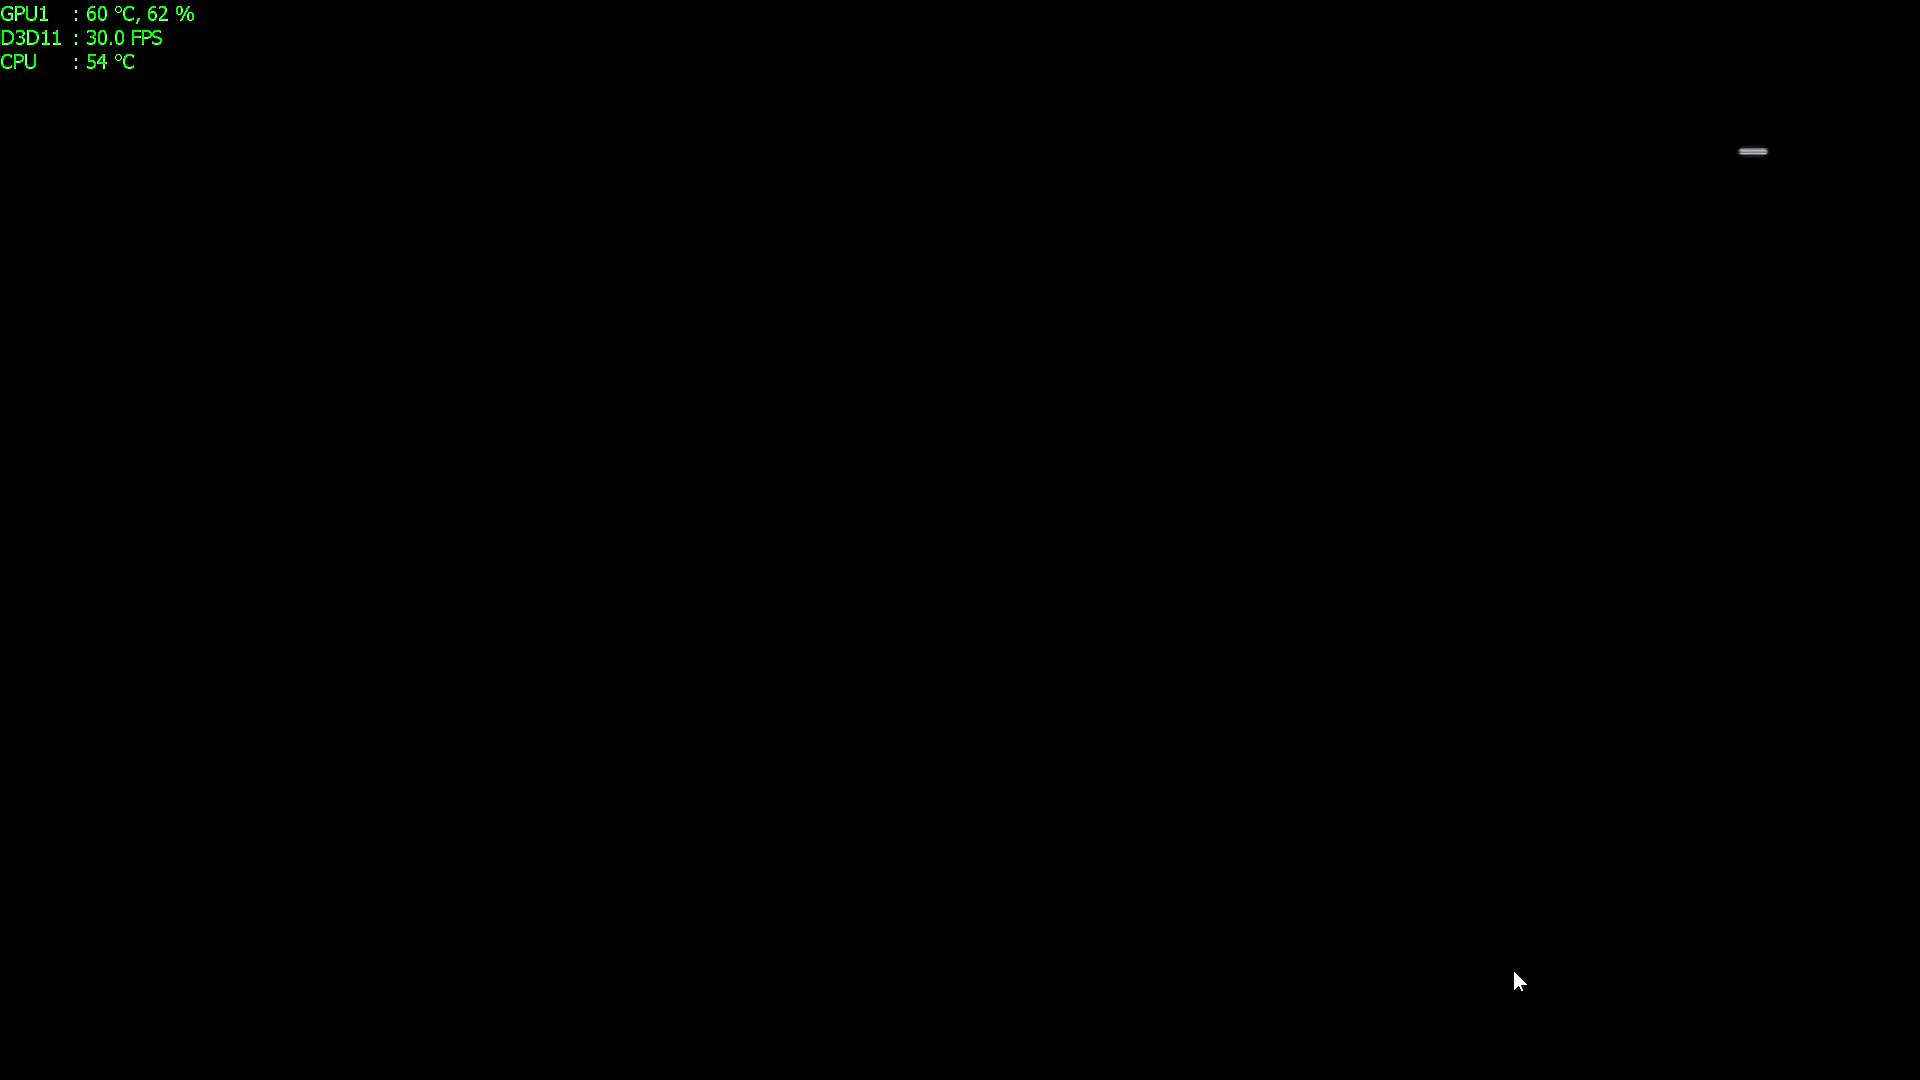 GPU1 : 60 °C, 62 %
D3D11 : 30.0 FPS
CPU : 54 °C